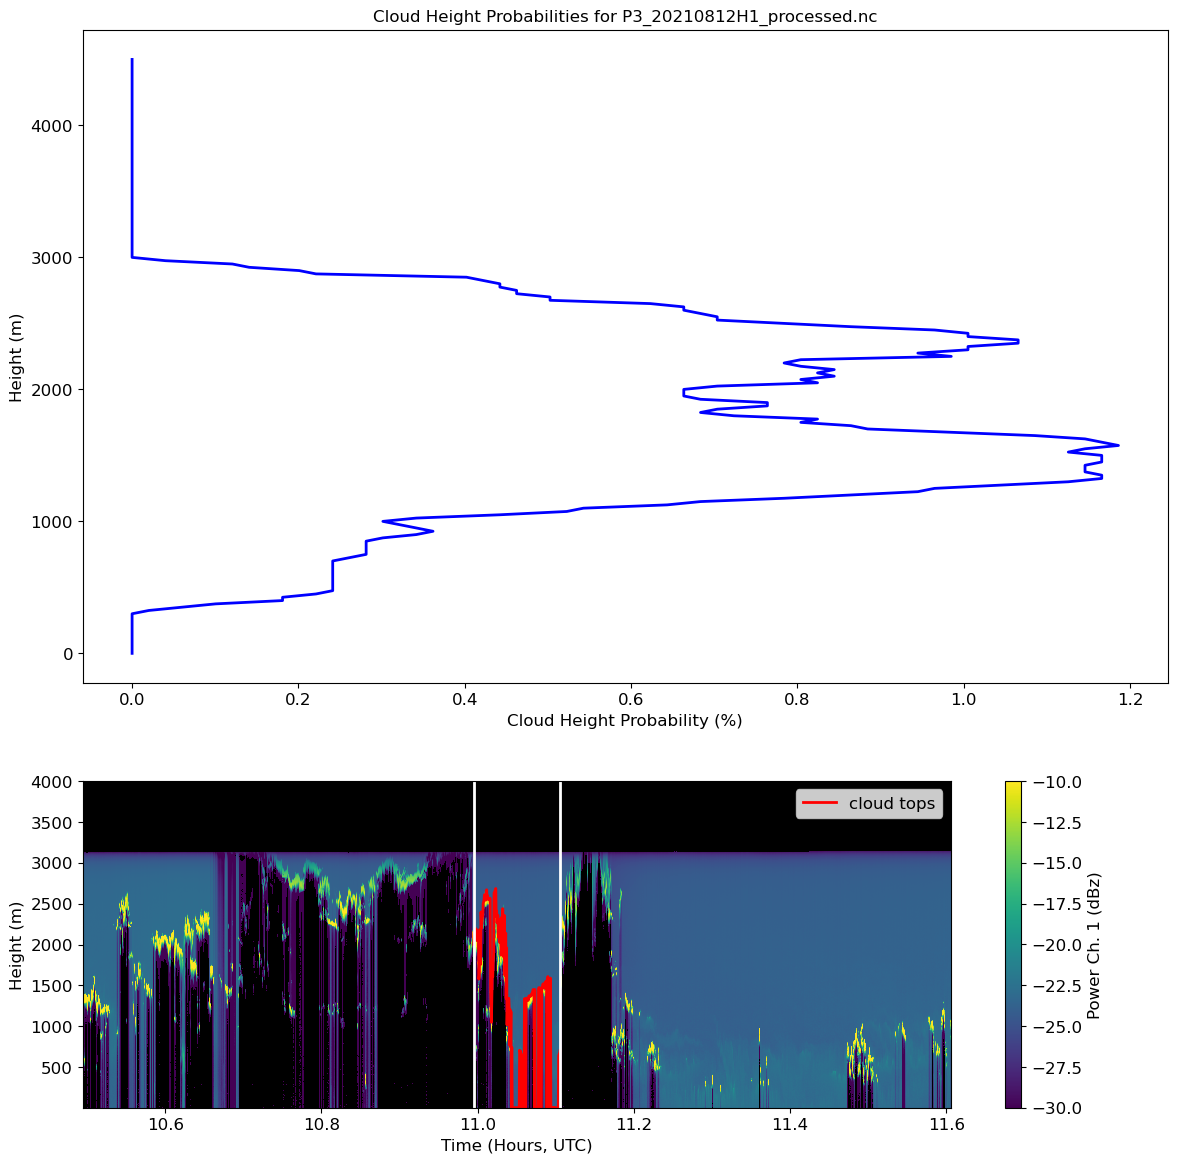 Cloud Height Probabilities for P3_20210812H1_processed.nc
4000
3000
2000
1000
0
Height (m)
0.0 0.2 0.4 0.6 0.8 1.0 1.2
Cloud Height Probability (%)
4000
3500
3000
2500
2000
1500
1000
500
Height (m)
cloud tops
10.6 10.8 11.0 11.2 11.4 11.6
Time (Hours, UTC)
−10.0
−12.5
−15.0
−17.5
−20.0
−22.5
−25.0
−27.5
−30.0
Power Ch. 1 (dBz)